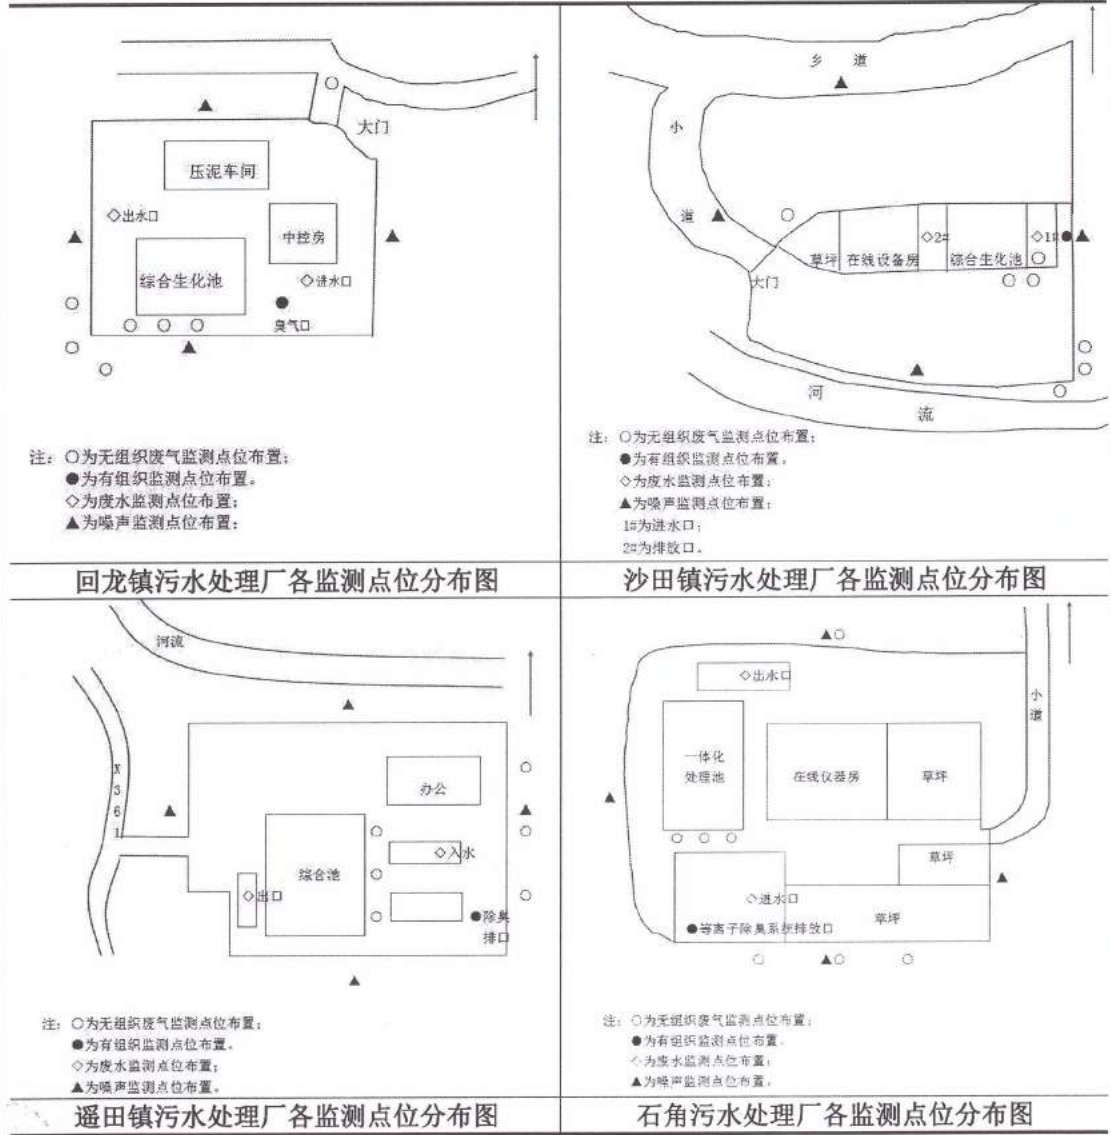 大门
压泥车间
◇出水口
中控房
综合生化池
◇进水口
臭气口
注：○为无组织废气监测点位布置；
●为有组织监测点位布置。
◇为废水监测点位布置；
▲为噪声监测点位布置；
回龙镇污水处理厂各监测点位分布图
乡道
小
道
◇2#
◇1#
草坪
在线设备房
综合生化池
大门
河
流
注：○为无组织废气监测点位布置；
●为有组织监测点位布置。
◇为废水监测点位布置；
▲为噪声监测点位布置；
1#为进水口；
2#为排放口。
沙田镇污水处理厂各监测点位分布图
河流
X
3
6
1
办公
◇入水
综合池
◇出口
●除臭
排口
注：○为无组织废气监测点位布置；
●为有组织监测点位布置。
◇为废水监测点位布置；
▲为噪声监测点位布置。
遥田镇污水处理厂各监测点位分布图
◇出水口
小
道
一体化
处理池
在线仪器房
草坪
草坪
◇进水口
草坪
●等离子除臭系统排放口
注：○为无组织废气监测点位布置；
●为有组织监测点位布置。
◇为废水监测点位布置；
▲为噪声监测点位布置。
石角污水处理厂各监测点位分布图